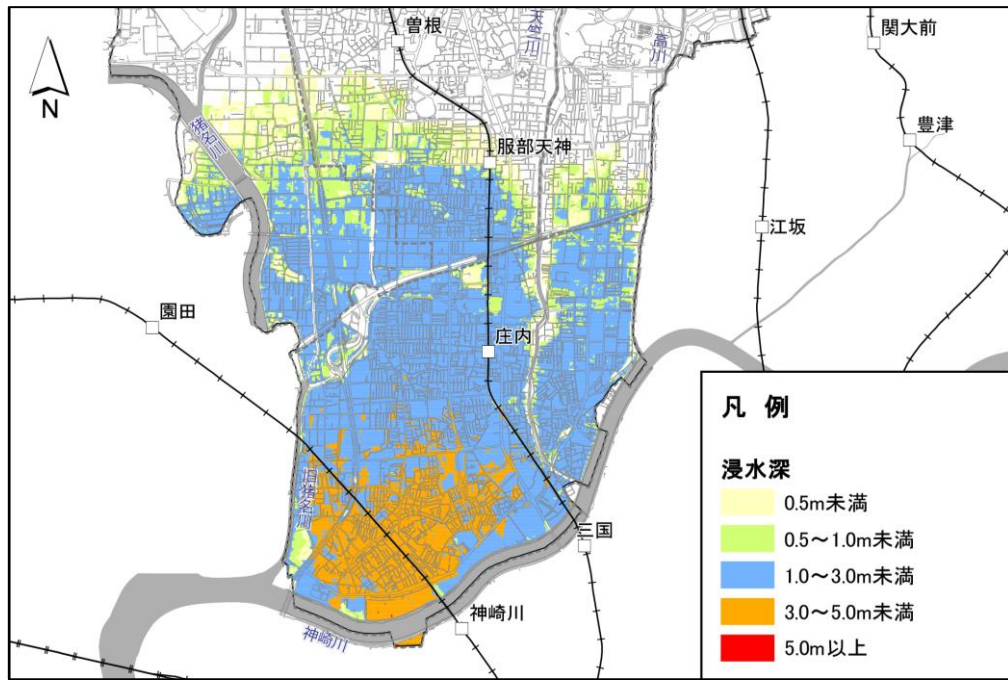 曽根
天竺川
高川
関大前
N
猪名川
服部天神
豊津
江坂
園田
庄内
旧猪名川
三国
神崎川
神崎川
凡 例
浸水深
0.5m未満
0.5～1.0m未満
1.0～3.0m未満
3.0～5.0m未満
5.0m以上